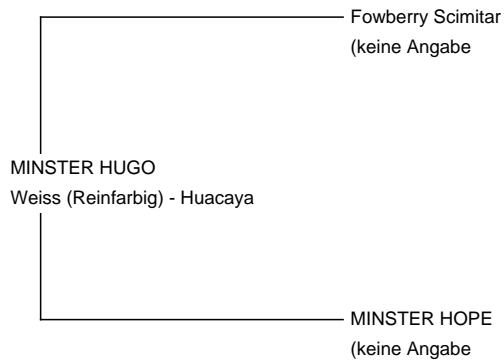 Fowberry Scimitar
(keine Angabe
MINSTER HUGO
Weiss (Reinfarbig) - Huacaya
MINSTER HOPE
(keine Angabe